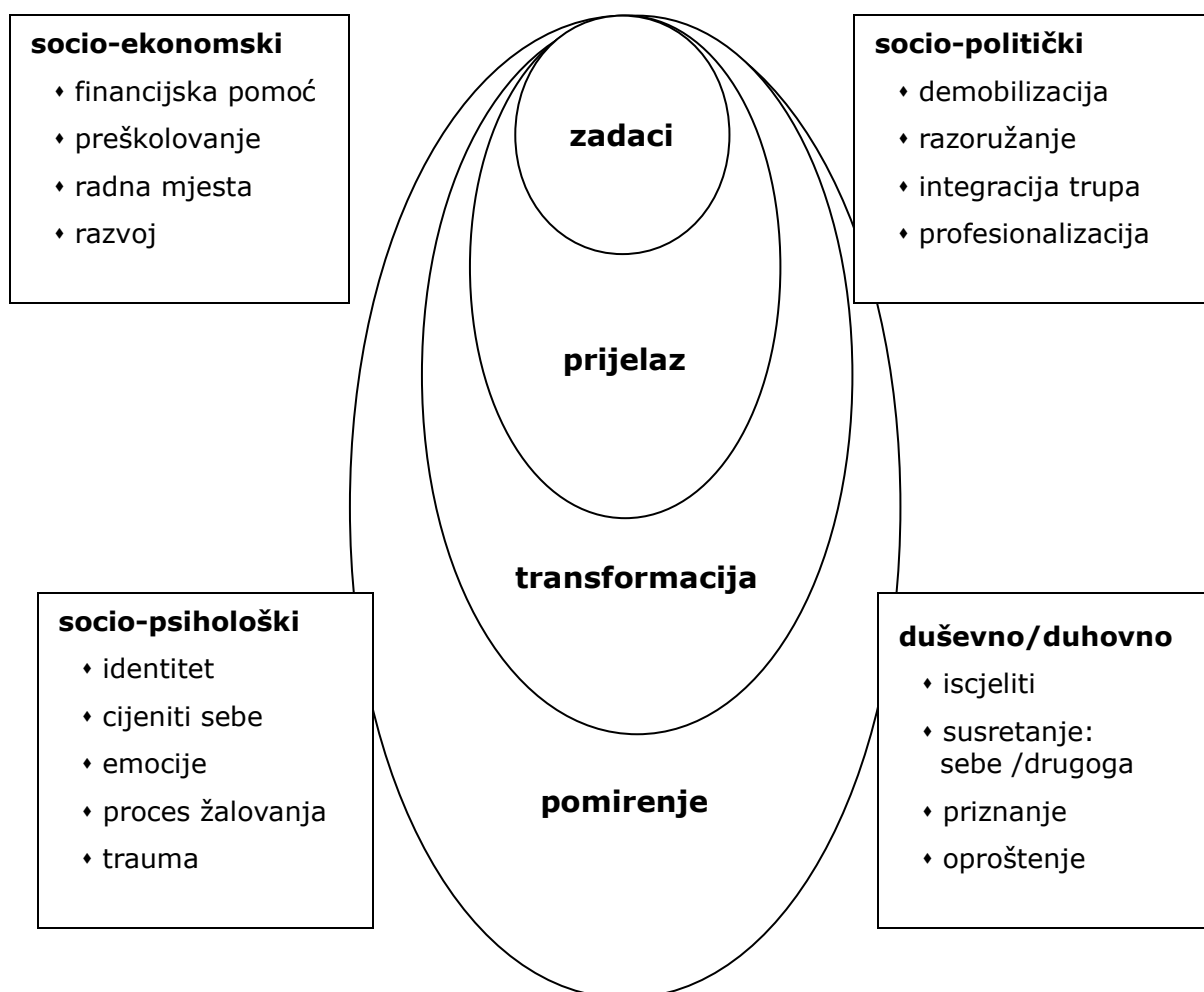 socio-ekonomski
♦ financijska pomoć
♦ preškolovanje
♦ radna mjesta
♦ razvoj
socio-politički
♦ demobilizacija
♦ razoružanje
♦ integracija trupa
♦ profesionalizacija
zadaci
prijelaz
transformacija
pomirenje
socio-psihološki
♦ identitet
♦ cijeniti sebe
♦ emocije
♦ proces žalovanja
♦ trauma
duševno/duhovno
♦ iscjeliti
♦ susretanje:
sebe /drugoga
♦ priznanje
♦ oproštenje